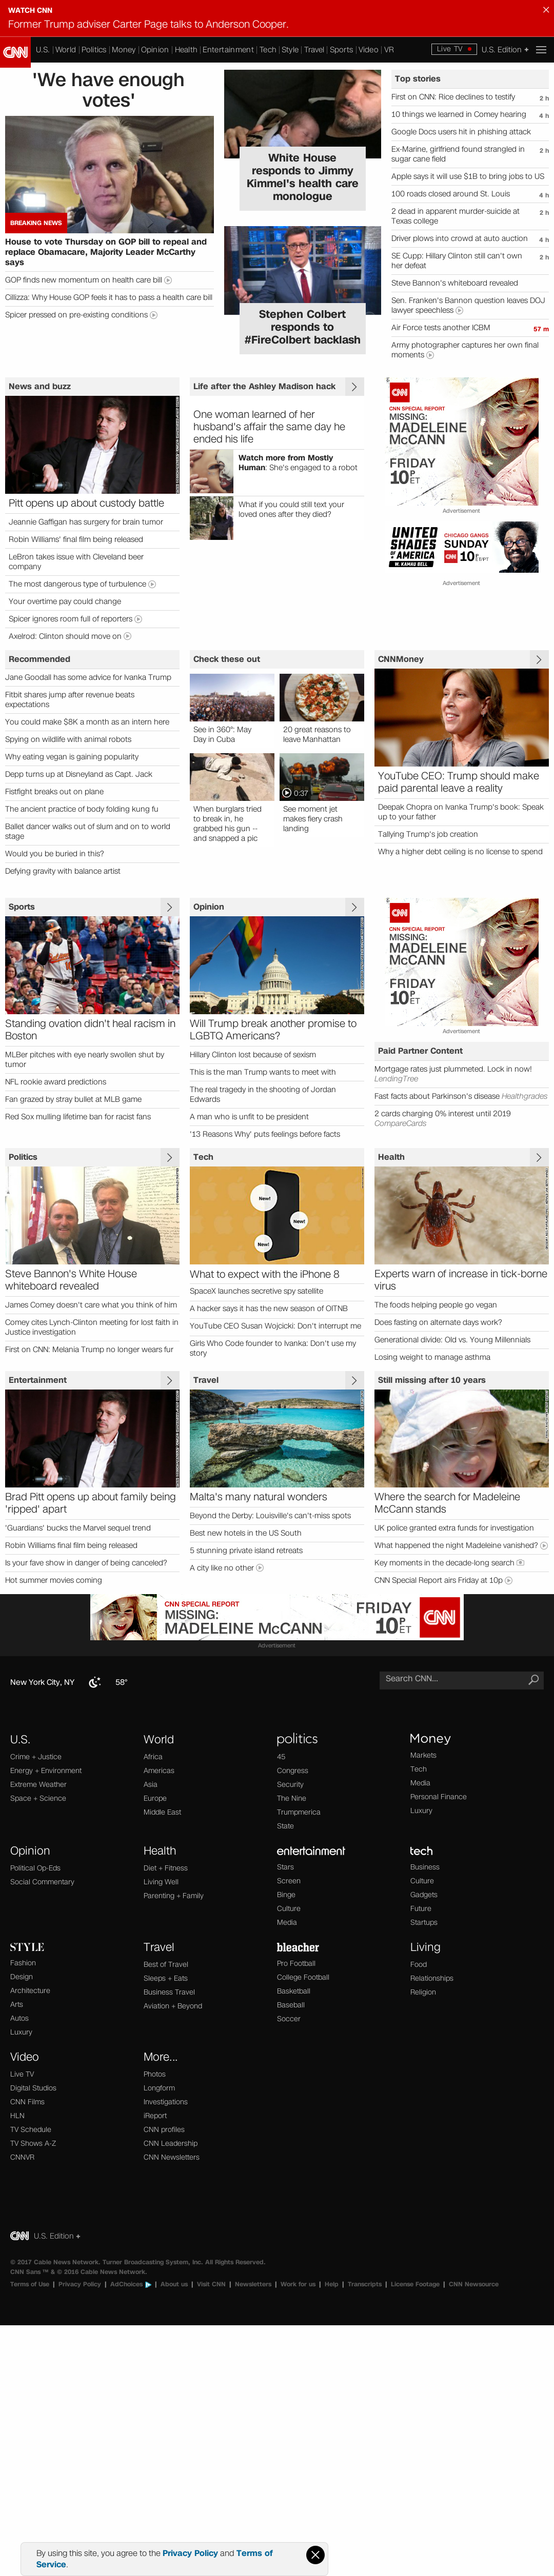 WATCH CNN
Former Trump adviser Carter Page talks to Anderson Cooper.
CNN
U.S. World Politics Money Opinion Health Entertainment Tech Style Travel Sports Video VR
Live TV
U.S. Edition +
'We have enough
votes'
BREAKING NEWS
House to vote Thursday on GOP bill to repeal and
replace Obamacare, Majority Leader McCarthy
says
GOP finds new momentum on health care bill
Cillizza: Why House GOP feels it has to pass a health care bill
Spicer pressed on pre-existing conditions
White House
responds to Jimmy
Kimmel's health care
monologue
Stephen Colbert
responds to
#FireColbert backlash
Top stories
First on CNN: Rice declines to testify 2 h
10 things we learned in Comey hearing 4 h
Google Docs users hit in phishing attack
Ex-Marine, girlfriend found strangled in 2 h
sugar cane field
Apple says it will use $1B to bring jobs to US
100 roads closed around St. Louis 4 h
2 dead in apparent murder-suicide at 2 h
Texas college
Driver plows into crowd at auto auction 4 h
SE Cupp: Hillary Clinton still can't own 2 h
her defeat
Steve Bannon's whiteboard revealed
Sen. Franken's Bannon question leaves DOJ
lawyer speechless
Air Force tests another ICBM 57 m
Army photographer captures her own final
moments
News and buzz
Pitt opens up about custody battle
Jeannie Gaffigan has surgery for brain tumor
Robin Williams' final film being released
LeBron takes issue with Cleveland beer
company
The most dangerous type of turbulence
Your overtime pay could change
Spicer ignores room full of reporters
Axelrod: Clinton should move on
Life after the Ashley Madison hack
One woman learned of her
husband's affair the same day he
ended his life
Watch more from Mostly
Human: She's engaged to a robot
What if you could still text your
loved ones after they died?
CNN
CNN SPECIAL REPORT
MISSING:
MADELEINE
McCANN
FRIDAY
10 P ET
Advertisement
UNITED
SHADES
OF
AMERICA
W. KAMAU BELL
CHICAGO GANGS
SUNDAY
CNN 10 P ET/PT
Advertisement
Recommended
Jane Goodall has some advice for Ivanka Trump
Fitbit shares jump after revenue beats
expectations
You could make $8K a month as an intern here
Spying on wildlife with animal robots
Why eating vegan is gaining popularity
Depp turns up at Disneyland as Capt. Jack
Fistfight breaks out on plane
The ancient practice of body folding kung fu
Ballet dancer walks out of slum and on to world
stage
Would you be buried in this?
Defying gravity with balance artist
Check these out
See in 360°: May
Day in Cuba
20 great reasons to
leave Manhattan
0:37
When burglars tried
to break in, he
grabbed his gun --
and snapped a pic
See moment jet
makes fiery crash
landing
CNNMoney
YouTube CEO: Trump should make
paid parental leave a reality
Deepak Chopra on Ivanka Trump's book: Speak
up to your father
Tallying Trump's job creation
Why a higher debt ceiling is no license to spend
Sports
Standing ovation didn't heal racism in
Boston
MLBer pitches with eye nearly swollen shut by
tumor
NFL rookie award predictions
Fan grazed by stray bullet at MLB game
Red Sox mulling lifetime ban for racist fans
Opinion
Will Trump break another promise to
LGBTQ Americans?
Hillary Clinton lost because of sexism
This is the man Trump wants to meet with
The real tragedy in the shooting of Jordan
Edwards
A man who is unfit to be president
'13 Reasons Why' puts feelings before facts
CNN
CNN SPECIAL REPORT
MISSING:
MADELEINE
McCANN
FRIDAY
10 P ET
Advertisement
Paid Partner Content
Mortgage rates just plummeted. Lock in now!
LendingTree
Fast facts about Parkinson's disease Healthgrades
2 cards charging 0% interest until 2019
CompareCards
Politics
Steve Bannon's White House
whiteboard revealed
James Comey doesn't care what you think of him
Comey cites Lynch-Clinton meeting for lost faith in
Justice investigation
First on CNN: Melania Trump no longer wears fur
Tech
New!
New!
New!
What to expect with the iPhone 8
SpaceX launches secretive spy satellite
A hacker says it has the new season of OITNB
YouTube CEO Susan Wojcicki: Don't interrupt me
Girls Who Code founder to Ivanka: Don't use my
story
Health
Experts warn of increase in tick-borne
virus
The foods helping people go vegan
Does fasting on alternate days work?
Generational divide: Old vs. Young Millennials
Losing weight to manage asthma
Entertainment
Brad Pitt opens up about family being
'ripped' apart
'Guardians' bucks the Marvel sequel trend
Robin Williams final film being released
Is your fave show in danger of being canceled?
Hot summer movies coming
Travel
Malta's many natural wonders
Beyond the Derby: Louisville's can't-miss spots
Best new hotels in the US South
5 stunning private island retreats
A city like no other
Still missing after 10 years
Where the search for Madeleine
McCann stands
UK police granted extra funds for investigation
What happened the night Madeleine vanished?
Key moments in the decade-long search
CNN Special Report airs Friday at 10p
CNN SPECIAL REPORT
MISSING:
MADELEINE McCANN
FRIDAY
10 P ET
CNN
Advertisement
New York City, NY 58°
Search CNN...
U.S.
Crime + Justice
Energy + Environment
Extreme Weather
Space + Science
World
Africa
Americas
Asia
Europe
Middle East
politics
45
Congress
Security
The Nine
Trumpmerica
State
Money
Markets
Tech
Media
Personal Finance
Luxury
Opinion
Political Op-Eds
Social Commentary
Health
Diet + Fitness
Living Well
Parenting + Family
entertainment
Stars
Screen
Binge
Culture
Media
tech
Business
Culture
Gadgets
Future
Startups
STYLE
Fashion
Design
Architecture
Arts
Autos
Luxury
Travel
Best of Travel
Sleeps + Eats
Business Travel
Aviation + Beyond
bleacher
Pro Football
College Football
Basketball
Baseball
Soccer
Living
Food
Relationships
Religion
Video
Live TV
Digital Studios
CNN Films
HLN
TV Schedule
TV Shows A-Z
CNNVR
More...
Photos
Longform
Investigations
iReport
CNN profiles
CNN Leadership
CNN Newsletters
CNN U.S. Edition +
© 2017 Cable News Network. Turner Broadcasting System, Inc. All Rights Reserved.
CNN Sans ™ & © 2016 Cable News Network.
Terms of Use | Privacy Policy | AdChoices | About us | Visit CNN | Newsletters | Work for us | Help | Transcripts | License Footage | CNN Newsource
By using this site, you agree to the Privacy Policy and Terms of
Service.